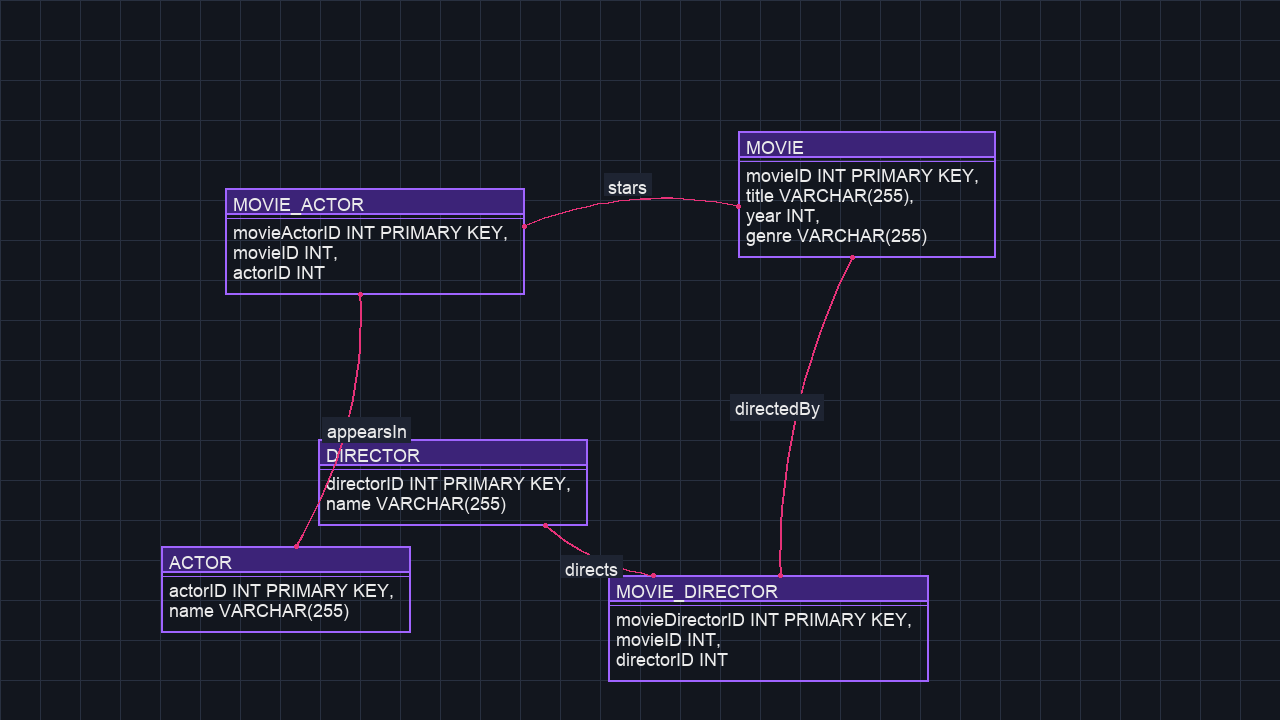 MOVIE
movieID INT PRIMARY KEY,
title VARCHAR(255),
year INT,
genre VARCHAR(255)
stars
MOVIE_ACTOR
movieActorID INT PRIMARY KEY,
movieID INT,
actorID INT
directedBy
appearsIn
DIRECTOR
directorID INT PRIMARY KEY,
name VARCHAR(255)
ACTOR
actorID INT PRIMARY KEY,
name VARCHAR(255)
directs
MOVIE_DIRECTOR
movieDirectorID INT PRIMARY KEY,
movieID INT,
directorID INT